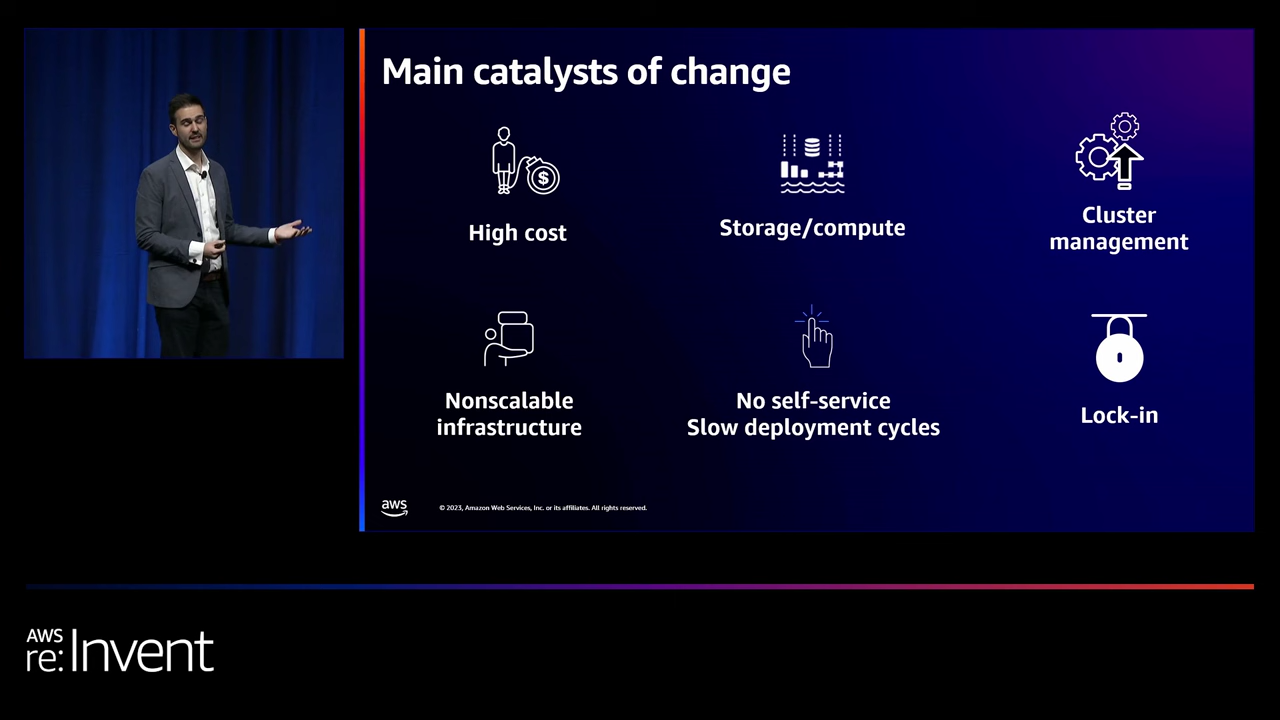 Main catalysts of change
High cost
Storage/compute
Cluster
management
Nonscalable
infrastructure
No self-service
Slow deployment cycles
Lock-in
aws
© 2023, Amazon Web Services, Inc. or its affiliates. All rights reserved.
AWS
re:Invent